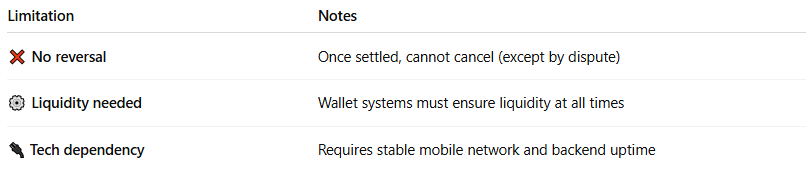 Limitation Notes
❌ No reversal Once settled, cannot cancel (except by dispute)
⚙️ Liquidity needed Wallet systems must ensure liquidity at all times
🔌 Tech dependency Requires stable mobile network and backend uptime